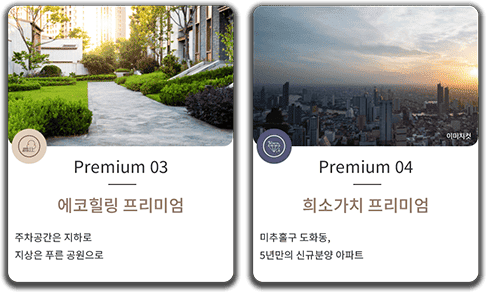 Premium 03
에코힐링 프리미엄
주차공간은 지하로
지상은 푸른 공원으로
이미지컷
Premium 04
희소가치 프리미엄
미추홀구 도화동,
5년만의 신규분양 아파트